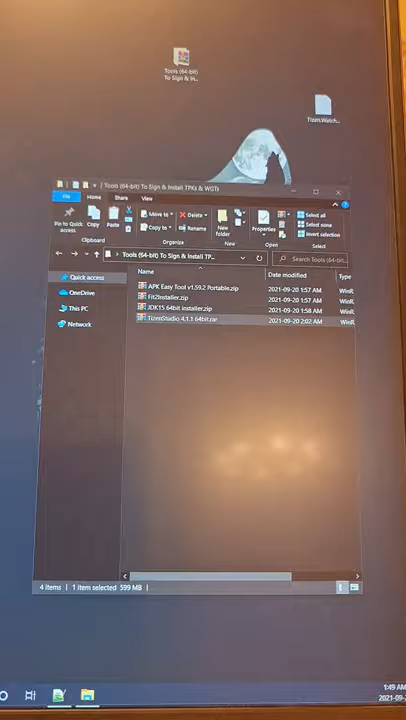 Tools (64-bit)
To Sign & In...
Tizen.Watch...
Tools (64-bit) To Sign & Install TPKs & WGTs
File
Home
Share
View
Pin to Quick access
Copy
Paste
Move to
Copy to
Delete
Rename
New folder
Properties
Select all
Select none
Invert selection
Clipboard
Organize
New
Open
Select
Tools (64-bit) To Sign & Install TP...
Search Tools (64-bi...
Quick access
OneDrive
This PC
Network
Name
Date modified
Type
APK Easy Tool v1.59.2 Portable.zip
2021-09-20 1:57 AM
WinR
Fit2Installer.zip
2021-09-20 1:57 AM
WinR
JDK15 64bit installer.zip
2021-09-20 1:58 AM
WinR
TizenStudio 4.1.1 64bit.rar
2021-09-20 2:02 AM
WinR
4 items
1 item selected 599 MB
1:49 AM
2021-09-